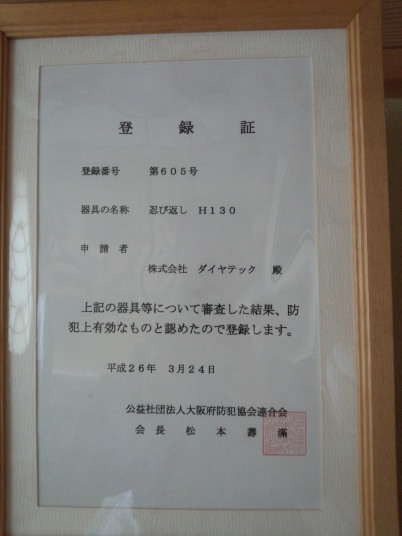 登　録　証
登録番号　第６０５号
器具の名称　忍び返し　Ｈ１３０
申請者
株式会社　ダイヤテック　殿
上記の器具等について審査した結果、防
犯上有効なものと認めたので登録します。
平成２６年　３月２４日
公益社団法人大阪府防犯協会連合会
会長　松本壽満